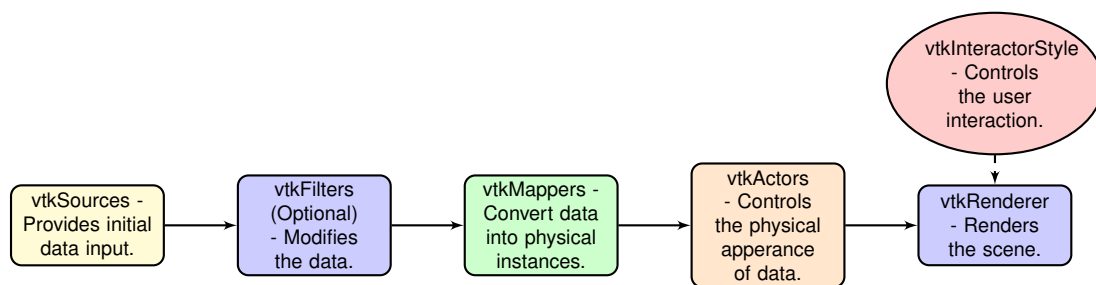 vtkSources -
Provides initial
data input.
vtkFilters
(Optional)
- Modifies
the data.
vtkMappers -
Convert data
into physical
instances.
vtkActors
- Controls
the physical
apperance
of data.
vtkInteractorStyle
- Controls
the user
interaction.
vtkRenderer
- Renders
the scene.